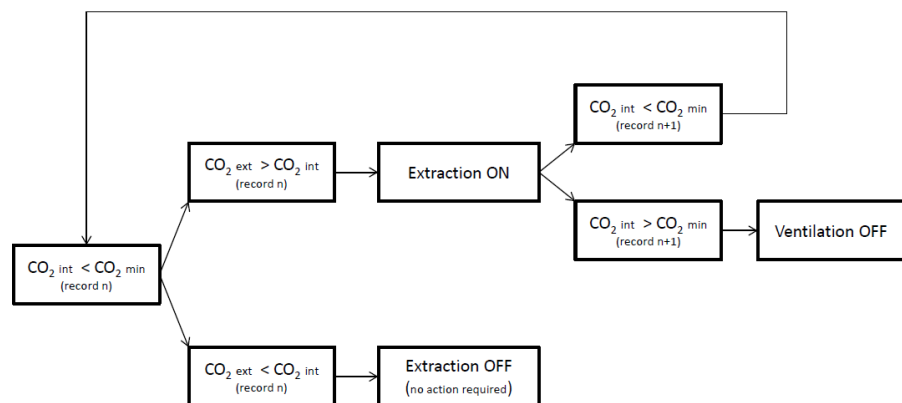 CO₂ int < CO₂ min
(record n+1)
CO₂ ext > CO₂ int
(record n)
Extraction ON
CO₂ int > CO₂ min
(record n+1)
Ventilation OFF
CO₂ int < CO₂ min
(record n)
CO₂ ext < CO₂ int
(record n)
Extraction OFF
(no action required)